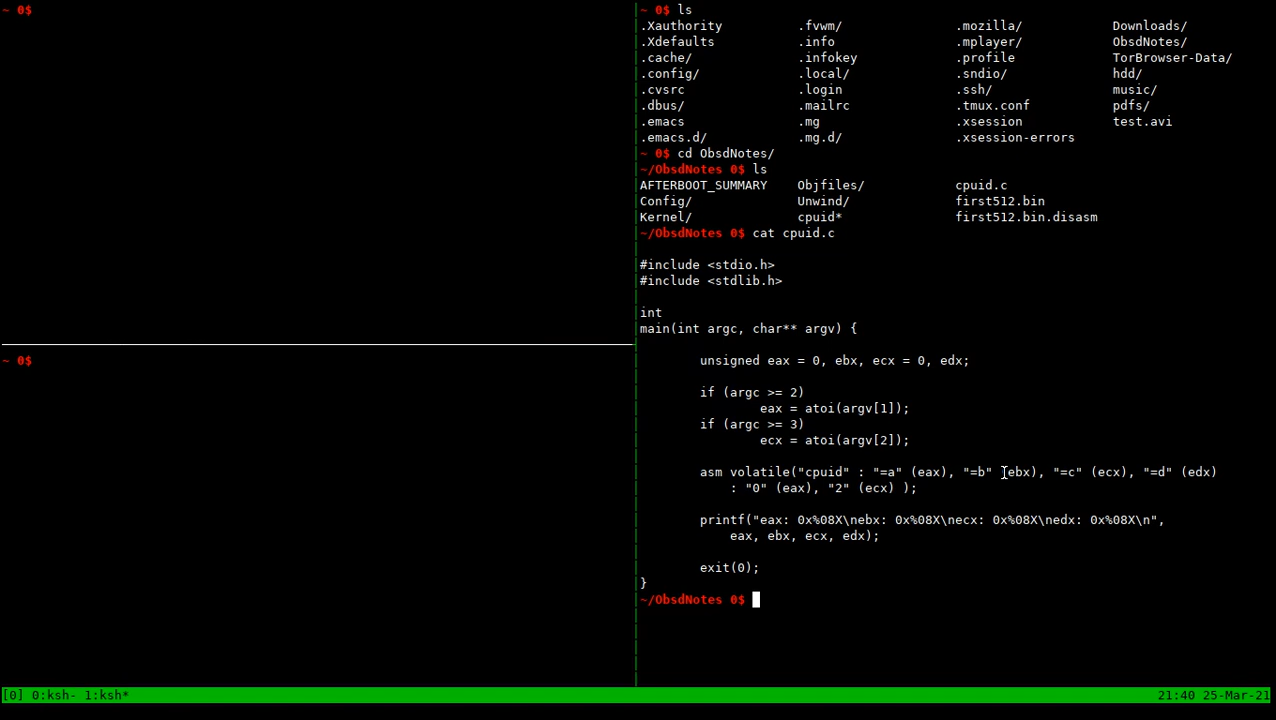 ~ 0$
~ 0$
~ 0$ ls
.Xauthority .fvwm/ .mozilla/ Downloads/
.Xdefaults .info .mplayer/ ObsdNotes/
.cache/ .infokey .profile TorBrowser-Data/
.config/ .local/ .sndio/ hdd/
.cvsrc .login .ssh/ music/
.dbus/ .mailrc .tmux.conf pdfs/
.emacs .mg .xsession test.avi
.emacs.d/ .mg.d/ .xsession-errors
~ 0$ cd ObsdNotes/
~/ObsdNotes 0$ ls
AFTERBOOT_SUMMARY Objfiles/ cpuid.c
Config/ Unwind/ first512.bin
Kernel/ cpuid* first512.bin.disasm
~/ObsdNotes 0$ cat cpuid.c
#include <stdio.h>
#include <stdlib.h>
int
main(int argc, char** argv) {
unsigned eax = 0, ebx, ecx = 0, edx;
if (argc >= 2)
eax = atoi(argv[1]);
if (argc >= 3)
ecx = atoi(argv[2]);
asm volatile("cpuid" : "=a" (eax), "=b" (ebx), "=c" (ecx), "=d" (edx)
: "0" (eax), "2" (ecx) );
printf("eax: 0x%08X\nebx: 0x%08X\necx: 0x%08X\nedx: 0x%08X\n",
eax, ebx, ecx, edx);
exit(0);
}
~/ObsdNotes 0$
[0] 0:ksh- 1:ksh* 21:40 25-Mar-21